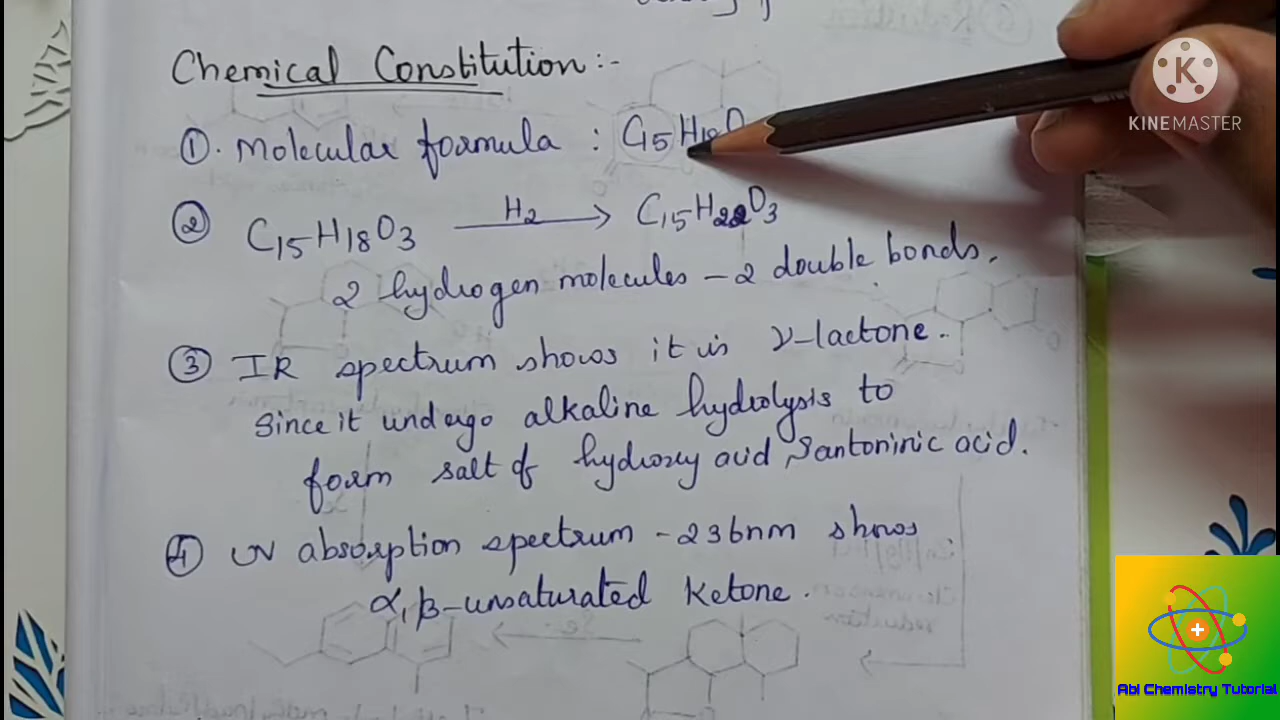 Chemical Constitution :-
①. Molecular formula : C15H18O
② C15H18O3 H2 → C15H22O3
2 hydrogen molecules - 2 double bonds.
③ IR spectrum shows it is γ-lactone.
Since it undergo alkaline hydrolysis to
form salt of hydroxy acid, Santoninic acid.
④ UV absorption spectrum - 236nm shows
α,β-unsaturated Ketone.
K
KINEMASTER
Abi Chemistry Tutorial